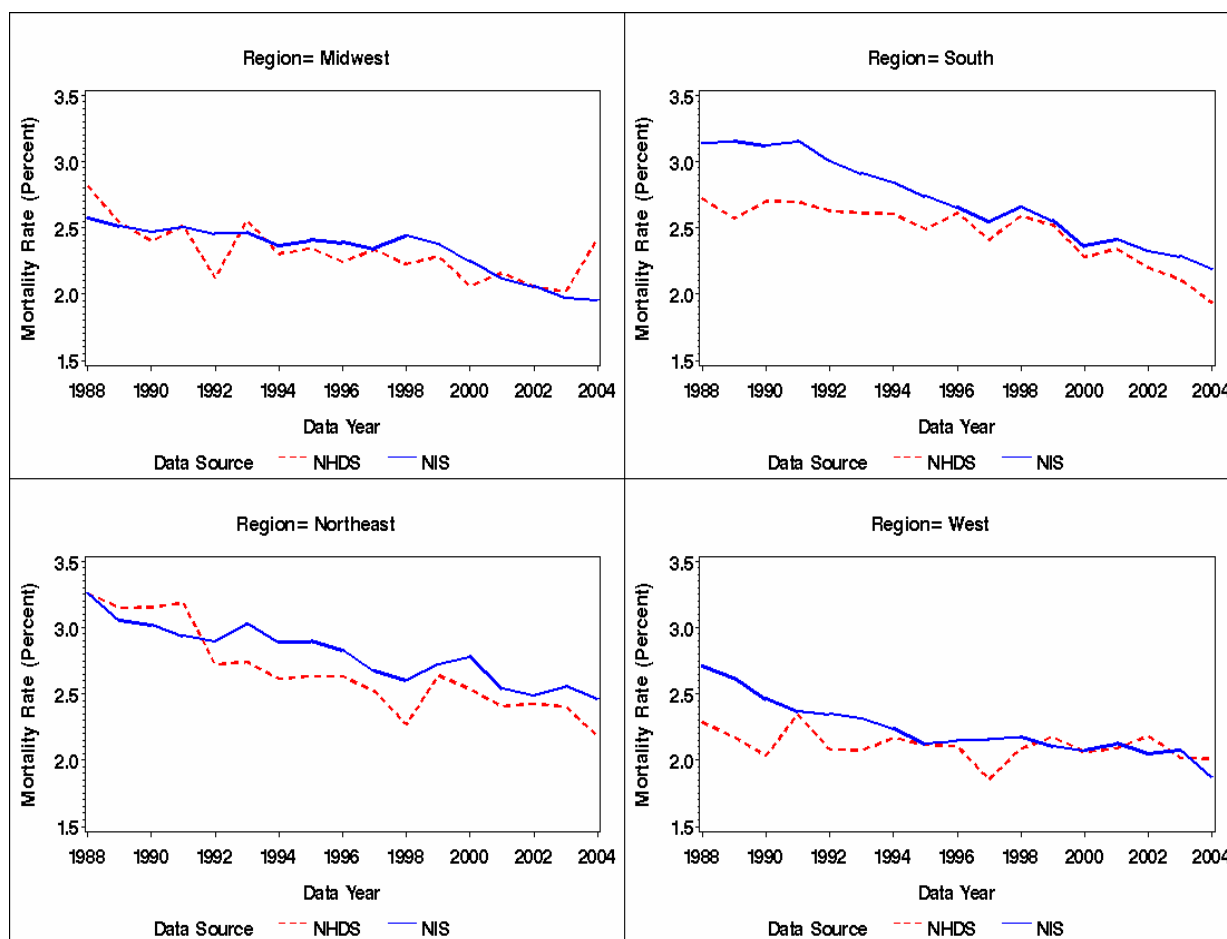 Region= Midwest
Mortality Rate (Percent)
3.5
3.0
2.5
2.0
1.5
1988 1990 1992 1994 1996 1998 2000 2002 2004
Data Year
Data Source NHDS NIS
Region= South
Mortality Rate (Percent)
3.5
3.0
2.5
2.0
1.5
1988 1990 1992 1994 1996 1998 2000 2002 2004
Data Year
Data Source NHDS NIS
Region= Northeast
Mortality Rate (Percent)
3.5
3.0
2.5
2.0
1.5
1988 1990 1992 1994 1996 1998 2000 2002 2004
Data Year
Data Source NHDS NIS
Region= West
Mortality Rate (Percent)
3.5
3.0
2.5
2.0
1.5
1988 1990 1992 1994 1996 1998 2000 2002 2004
Data Year
Data Source NHDS NIS